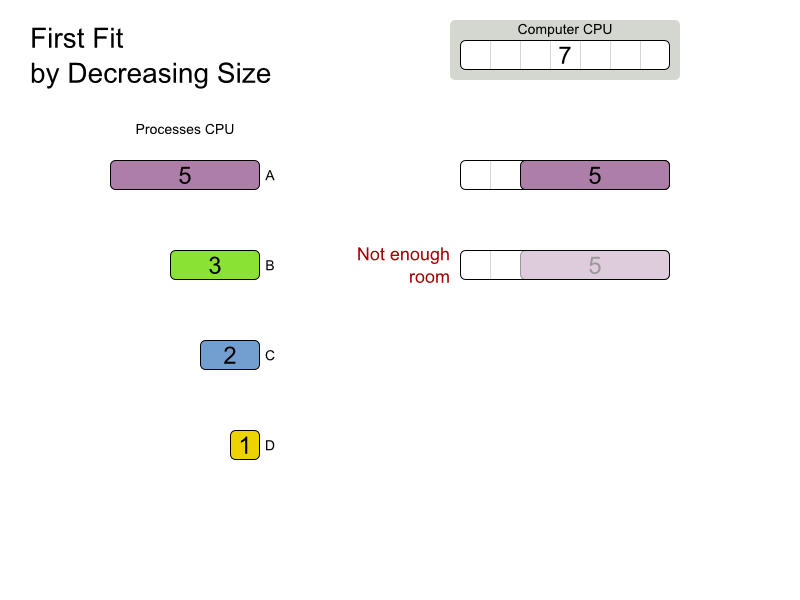 First Fit
by Decreasing Size
Computer CPU
7
Processes CPU
5 A
5
3 B
Not enough
room
5
2 C
1 D